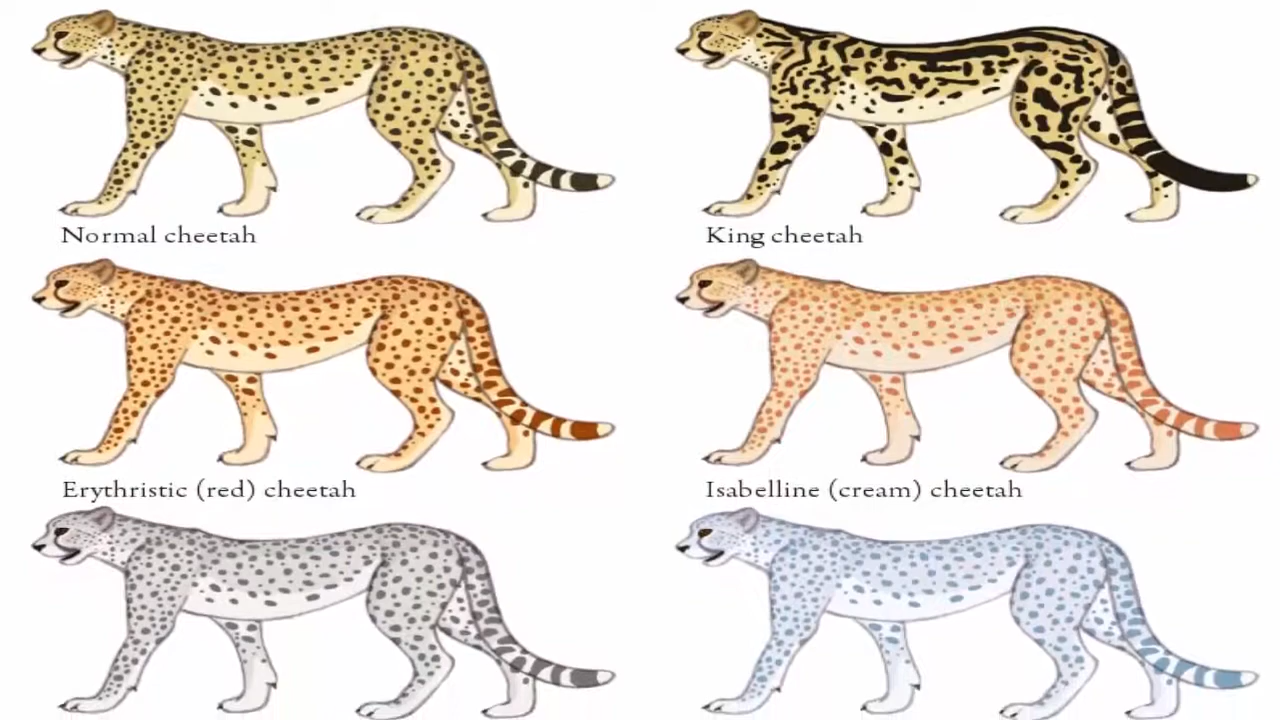 Normal cheetah
King cheetah
Erythristic (red) cheetah
Isabelline (cream) cheetah